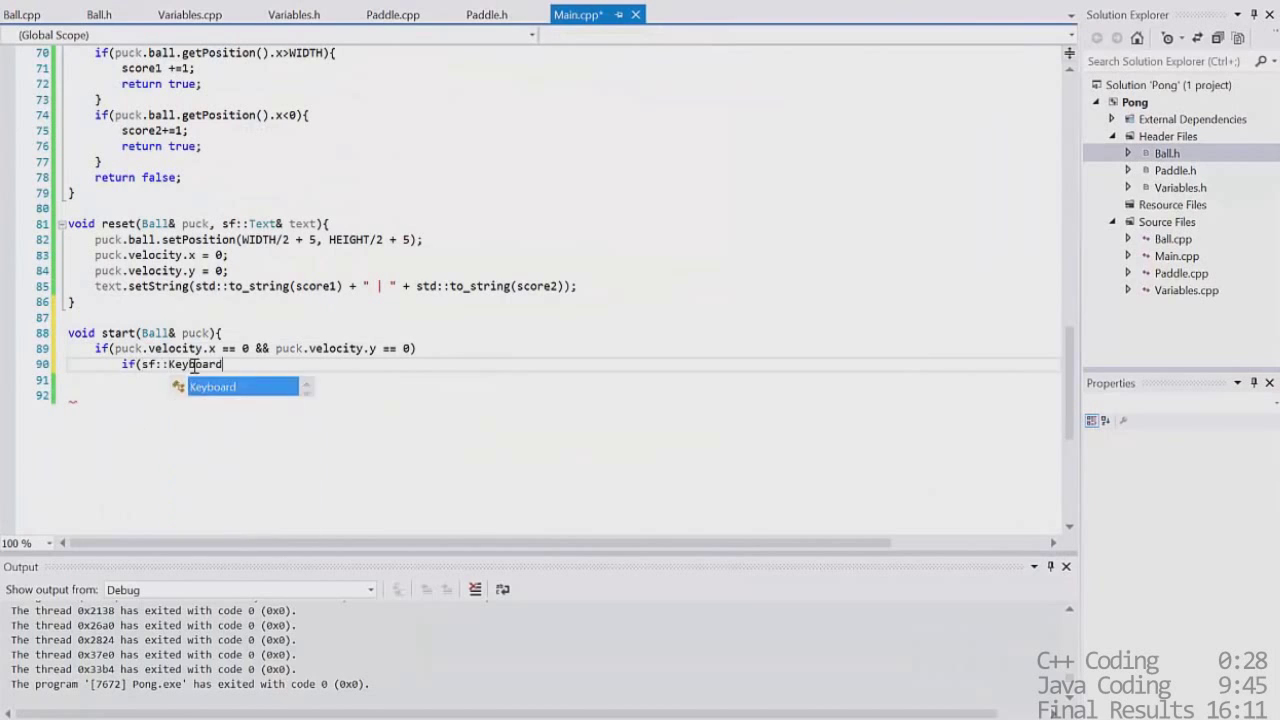 Ball.cpp Ball.h Variables.cpp Variables.h Paddle.cpp Paddle.h Main.cpp*
(Global Scope)
70 if(puck.ball.getPosition().x>WIDTH){
71 score1 +=1;
72 return true;
73 }
74 if(puck.ball.getPosition().x<0){
75 score2+=1;
76 return true;
77 }
78 return false;
79 }
80
81 void reset(Ball& puck, sf::Text& text){
82 puck.ball.setPosition(WIDTH/2 + 5, HEIGHT/2 + 5);
83 puck.velocity.x = 0;
84 puck.velocity.y = 0;
85 text.setString(std::to_string(score1) + " | " + std::to_string(score2));
86 }
87
88 void start(Ball& puck){
89 if(puck.velocity.x == 0 && puck.velocity.y == 0)
90 if(sf::Keyboard
91 Keyboard
92
100 %
Output
Show output from: Debug
The thread 0x2138 has exited with code 0 (0x0).
The thread 0x26a0 has exited with code 0 (0x0).
The thread 0x2824 has exited with code 0 (0x0).
The thread 0x37e0 has exited with code 0 (0x0).
The thread 0x33b4 has exited with code 0 (0x0).
The program '[7672] Pong.exe' has exited with code 0 (0x0).
Solution Explorer
Search Solution Explorer (Ctrl+;)
Solution 'Pong' (1 project)
Pong
External Dependencies
Header Files
Ball.h
Paddle.h
Variables.h
Resource Files
Source Files
Ball.cpp
Main.cpp
Paddle.cpp
Variables.cpp
Properties
C++ Coding 0:28
Java Coding 9:45
Final Results 16:11